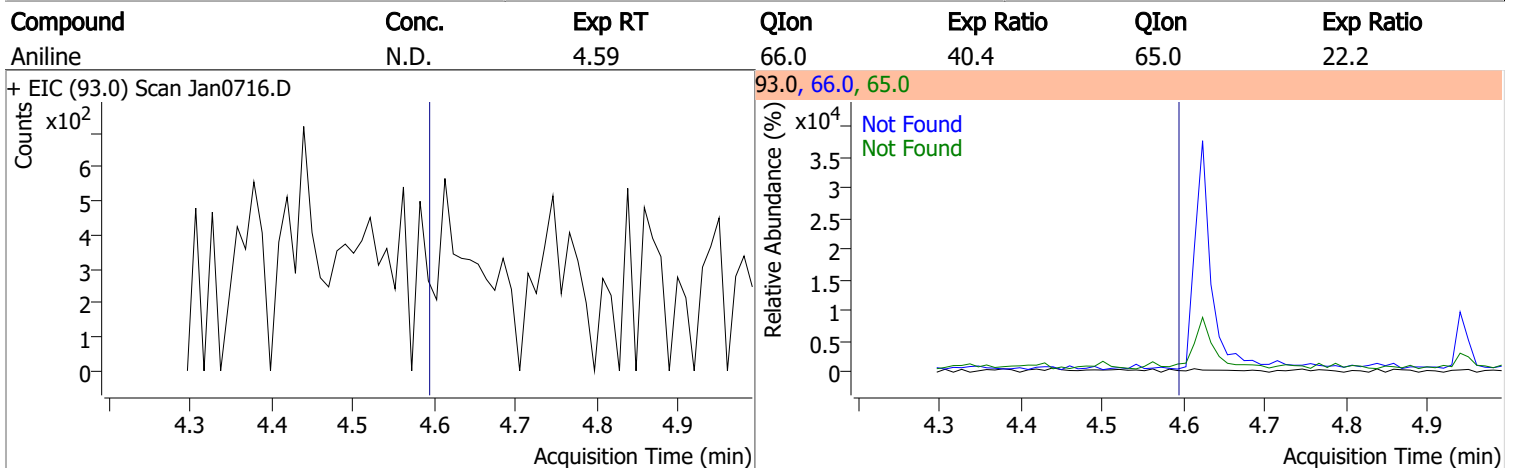 Compound Conc. Exp RT QIon Exp Ratio QIon Exp Ratio
Aniline N.D. 4.59 66.0 40.4 65.0 22.2
+ EIC (93.0) Scan Jan0716.D
Counts
x10²
6
5
4
3
2
1
0
4.3 4.4 4.5 4.6 4.7 4.8 4.9
Acquisition Time (min)
93.0, 66.0, 65.0
Relative Abundance (%)
x10⁴
Not Found
Not Found
3.5
3
2.5
2
1.5
1
0.5
0
4.3 4.4 4.5 4.6 4.7 4.8 4.9
Acquisition Time (min)